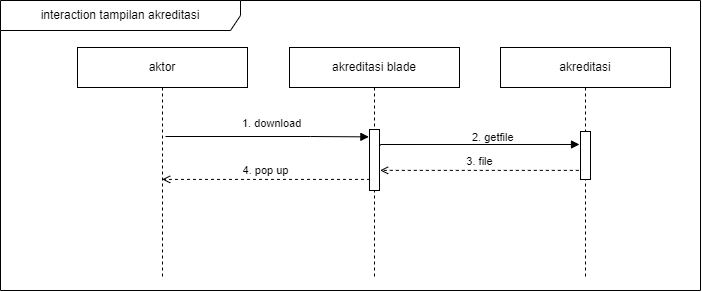 interaction tampilan akreditasi
aktor
akreditasi blade
akreditasi
1. download
2. getfile
3. file
4. pop up